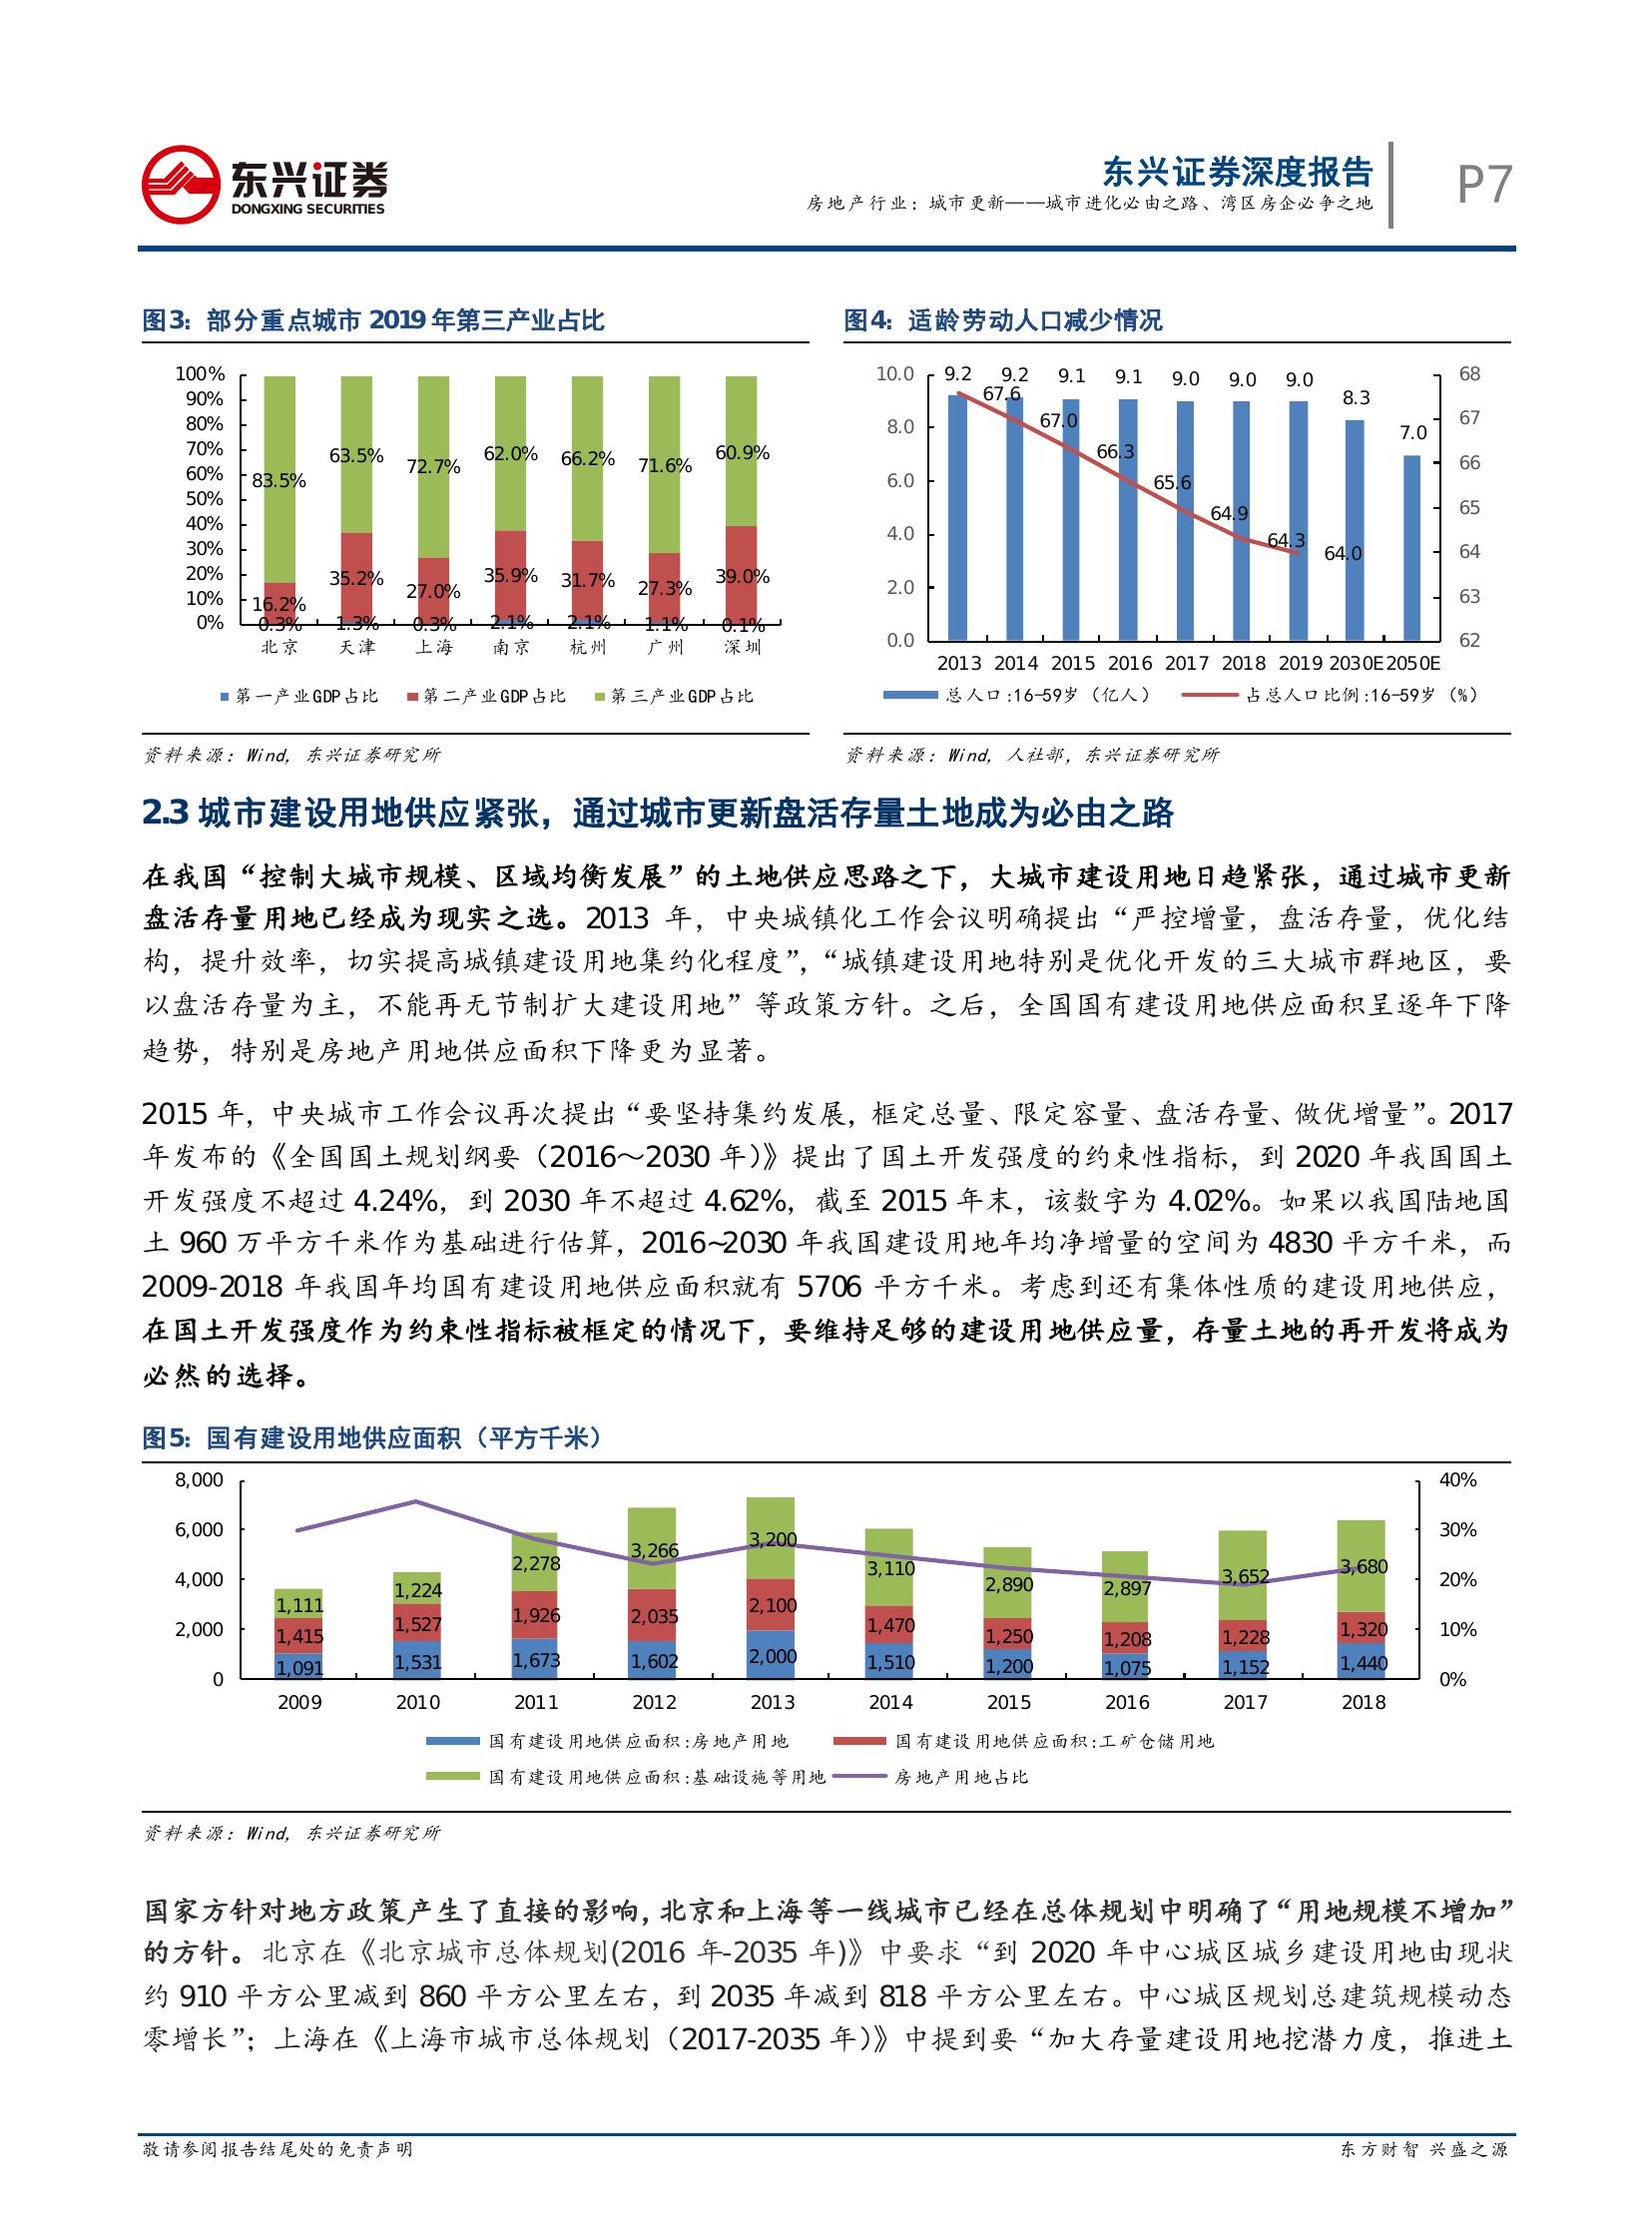 东兴证券
DONGXING SECURITIES
东兴证券深度报告
房地产行业：城市更新——城市进化必由之路、湾区房企必争之地
P7
图3：部分重点城市 2019 年第三产业占比
100%
90%
80%
70%
60%
50%
40%
30%
20%
10%
0%
83.5% 63.5% 72.7% 62.0% 66.2% 71.6% 60.9%
16.2% 35.2% 27.0% 35.9% 31.7% 27.3% 39.0%
0.3% 1.3% 0.3% 2.1% 2.1% 1.1% 0.1%
北京 天津 上海 南京 杭州 广州 深圳
第一产业GDP占比 第二产业GDP占比 第三产业GDP占比
资料来源：Wind，东兴证券研究所
图4：适龄劳动人口减少情况
10.0
8.0
6.0
4.0
2.0
0.0
9.2 9.2 9.1 9.1 9.0 9.0 9.0 8.3 7.0
67.6 67.0 66.3 65.6 64.9 64.3 64.0
68
67
66
65
64
63
62
2013 2014 2015 2016 2017 2018 2019 2030E 2050E
总人口:16-59岁（亿人） 占总人口比例:16-59岁（%）
资料来源：Wind，人社部，东兴证券研究所
2.3 城市建设用地供应紧张，通过城市更新盘活存量土地成为必由之路
在我国“控制大城市规模、区域均衡发展”的土地供应思路之下，大城市建设用地日趋紧张，通过城市更新
盘活存量用地已经成为现实之选。2013 年，中央城镇化工作会议明确提出“严控增量，盘活存量，优化结
构，提升效率，切实提高城镇建设用地集约化程度”，“城镇建设用地特别是优化开发的三大城市群地区，要
以盘活存量为主，不能再无节制扩大建设用地”等政策方针。之后，全国国有建设用地供应面积呈逐年下降
趋势，特别是房地产用地供应面积下降更为显著。
2015 年，中央城市工作会议再次提出“要坚持集约发展，框定总量、限定容量、盘活存量、做优增量”。2017
年发布的《全国国土规划纲要（2016～2030 年）》提出了国土开发强度的约束性指标，到 2020 年我国国土
开发强度不超过 4.24%，到 2030 年不超过 4.62%，截至 2015 年末，该数字为 4.02%。如果以我国陆地国
土 960 万平方千米作为基础进行估算，2016~2030 年我国建设用地年均净增量的空间为 4830 平方千米，而
2009-2018 年我国年均国有建设用地供应面积就有 5706 平方千米。考虑到还有集体性质的建设用地供应，
在国土开发强度作为约束性指标被框定的情况下，要维持足够的建设用地供应量，存量土地的再开发将成为
必然的选择。
图5：国有建设用地供应面积（平方千米）
8,000
6,000
4,000
2,000
0
1,111 1,224 2,278 3,266 3,200 3,110 2,890 2,897 3,652 3,680
1,415 1,527 1,926 2,035 2,100 1,470 1,250 1,208 1,228 1,320
1,091 1,531 1,673 1,602 2,000 1,510 1,200 1,075 1,152 1,440
40%
30%
20%
10%
0%
2009 2010 2011 2012 2013 2014 2015 2016 2017 2018
国有建设用地供应面积:房地产用地 国有建设用地供应面积:工矿仓储用地
国有建设用地供应面积:基础设施等用地 房地产用地占比
资料来源：Wind，东兴证券研究所
国家方针对地方政策产生了直接的影响，北京和上海等一线城市已经在总体规划中明确了“用地规模不增加”
的方针。北京在《北京城市总体规划(2016 年-2035 年)》中要求“到 2020 年中心城区城乡建设用地由现状
约 910 平方公里减到 860 平方公里左右，到 2035 年减到 818 平方公里左右。中心城区规划总建筑规模动态
零增长”；上海在《上海市城市总体规划（2017-2035 年）》中提到要“加大存量建设用地挖潜力度，推进土
敬请参阅报告结尾处的免责声明
东方财智 兴盛之源